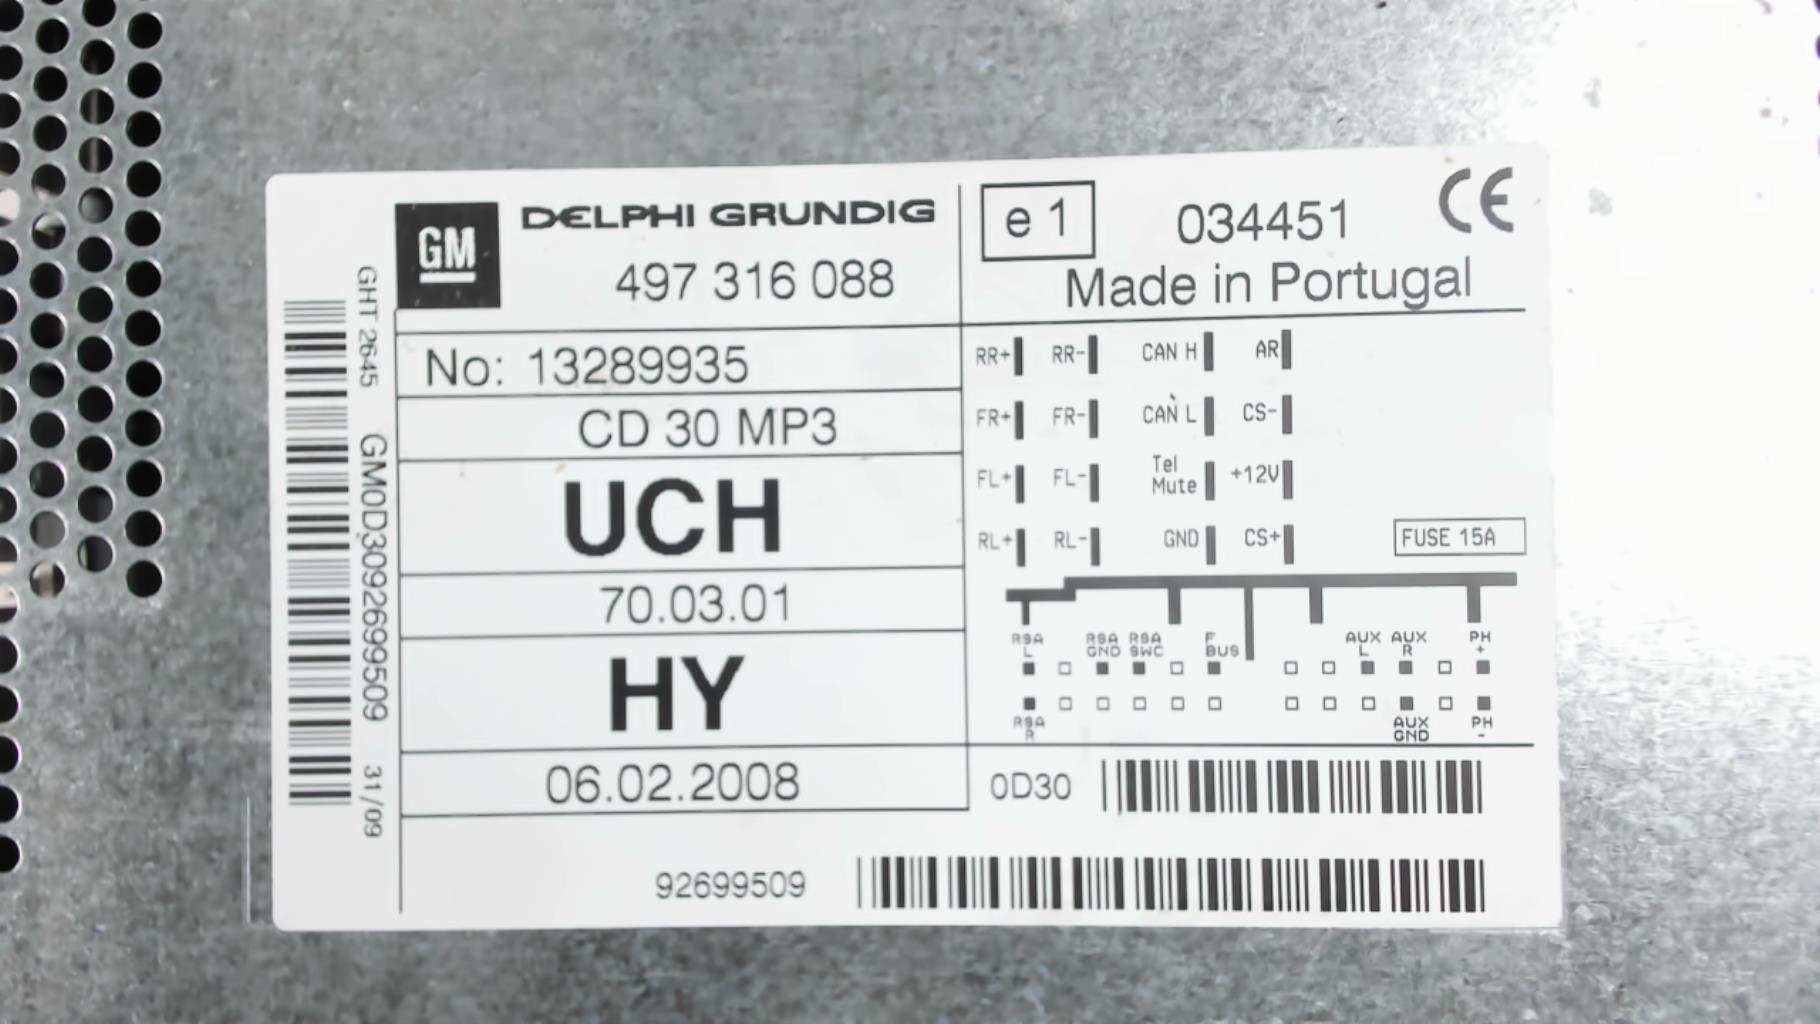 GM
DELPHI GRUNDIG
497 316 088
No: 13289935
CD 30 MP3
UCH
70.03.01
HY
06.02.2008
e 1
034451
CE
Made in Portugal
RR+ RR- CAN H AR
FR+ FR- CAN L CS-
FL+ FL- Tel Mute +12V
RL+ RL- GND CS+
FUSE 15A
RSA L
RSA GND
RSA SWC
F BUS
AUX L
AUX R
PH +
RSA R
AUX GND
PH -
0D30
92699509
GHT 2645 GM0D3092699509 31/09